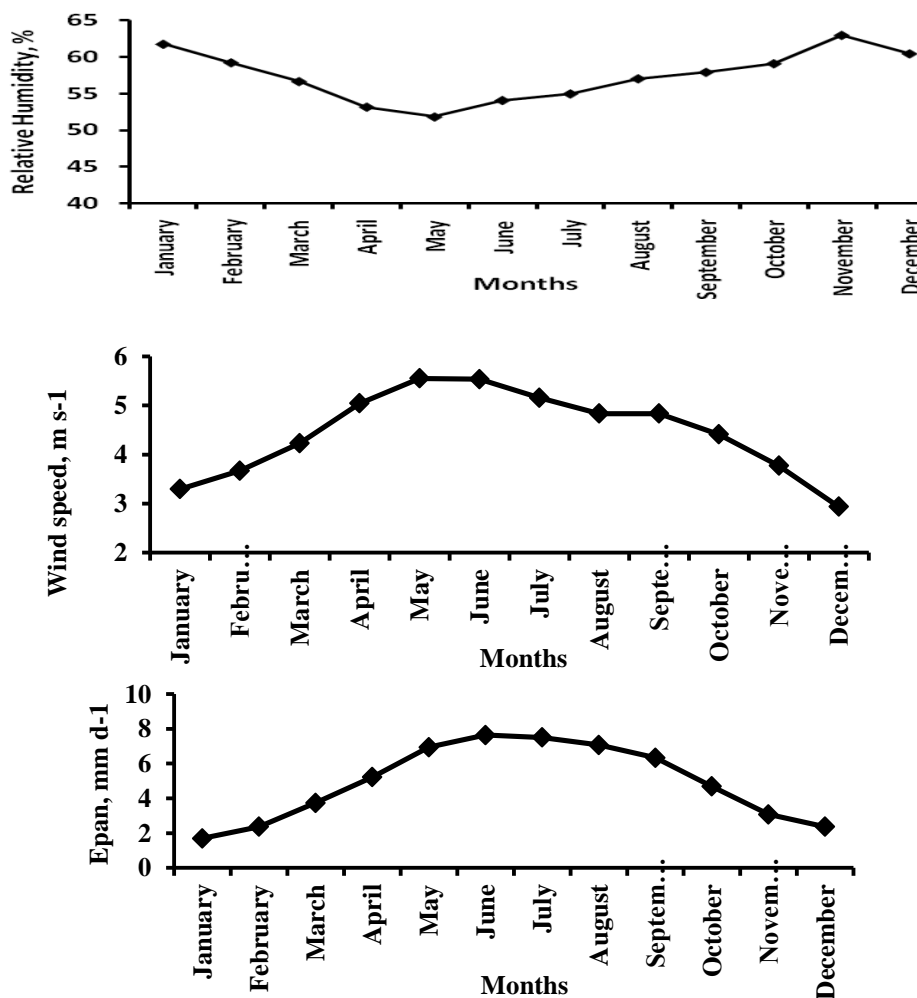 Relative Humidity, %
65
60
55
50
45
40
January
February
March
April
May
June
July
August
September
October
November
December
Months
Wind speed, m s-1
6
5
4
3
2
January
Febru...
March
April
May
June
July
August
Septe...
October
Nove...
Decem...
Months
Epan, mm d-1
10
8
6
4
2
0
January
February
March
April
May
June
July
August
Septem...
October
Novem...
December
Months